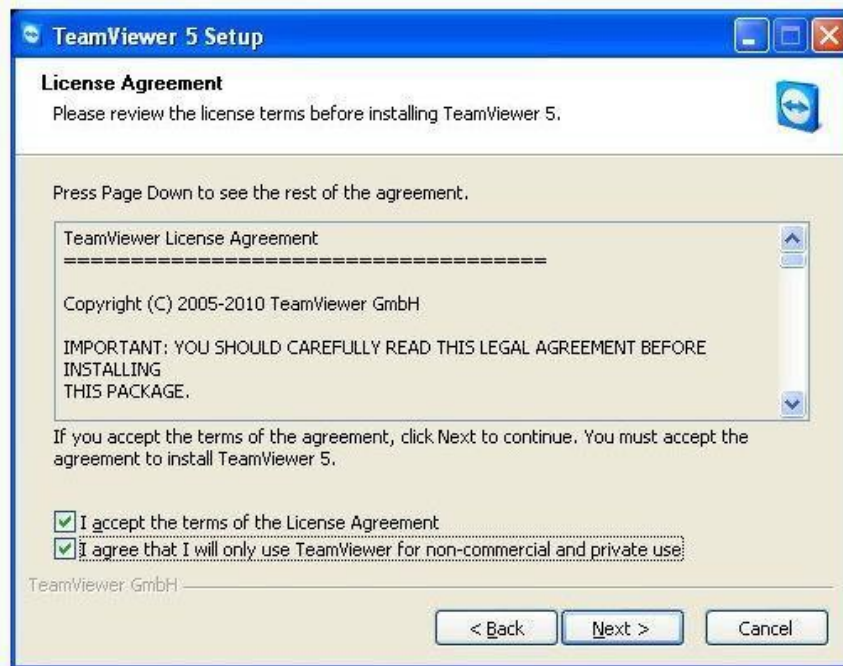 TeamViewer 5 Setup
License Agreement
Please review the license terms before installing TeamViewer 5.
Press Page Down to see the rest of the agreement.
TeamViewer License Agreement
====================================
Copyright (C) 2005-2010 TeamViewer GmbH
IMPORTANT: YOU SHOULD CAREFULLY READ THIS LEGAL AGREEMENT BEFORE
INSTALLING
THIS PACKAGE.
If you accept the terms of the agreement, click Next to continue. You must accept the
agreement to install TeamViewer 5.
I accept the terms of the License Agreement
I agree that I will only use TeamViewer for non-commercial and private use
TeamViewer GmbH
< Back Next > Cancel